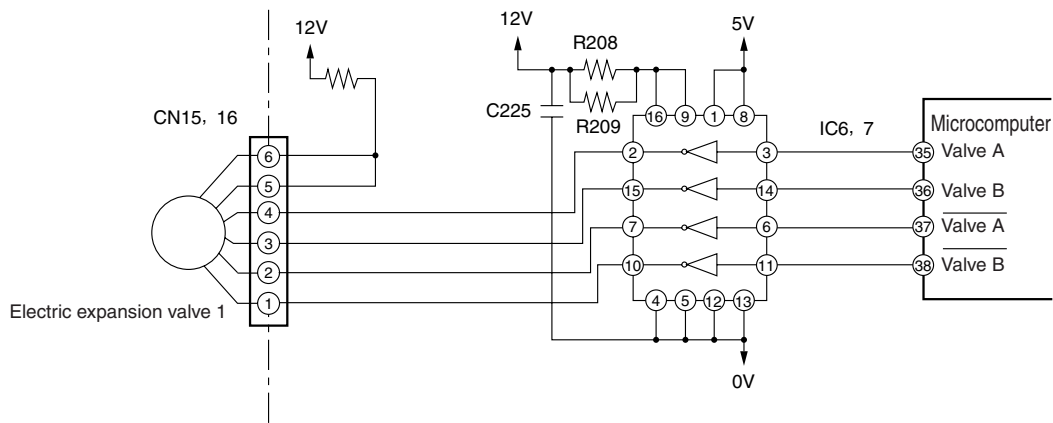 12V
12V
5V
R208
C225
R209
CN15, 16
16 9 1 8
IC6, 7
Microcomputer
6
2 3 35 Valve A
5
4
15 14 36 Valve B
3
7 6 37 Valve A
2
10 11 38 Valve B
1
4 5 12 13
Electric expansion valve 1
0V